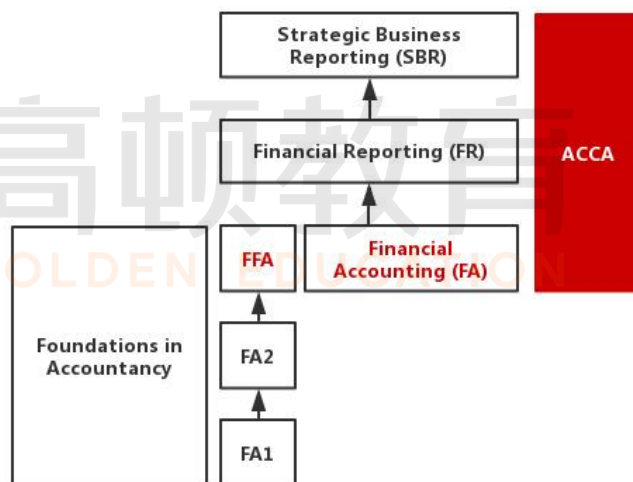 Strategic Business
Reporting (SBR)
Financial Reporting (FR)
ACCA
高顿教育
FFA
Financial
Accounting (FA)
OLDEN EDUCATION
Foundations in
Accountancy
FA2
FA1